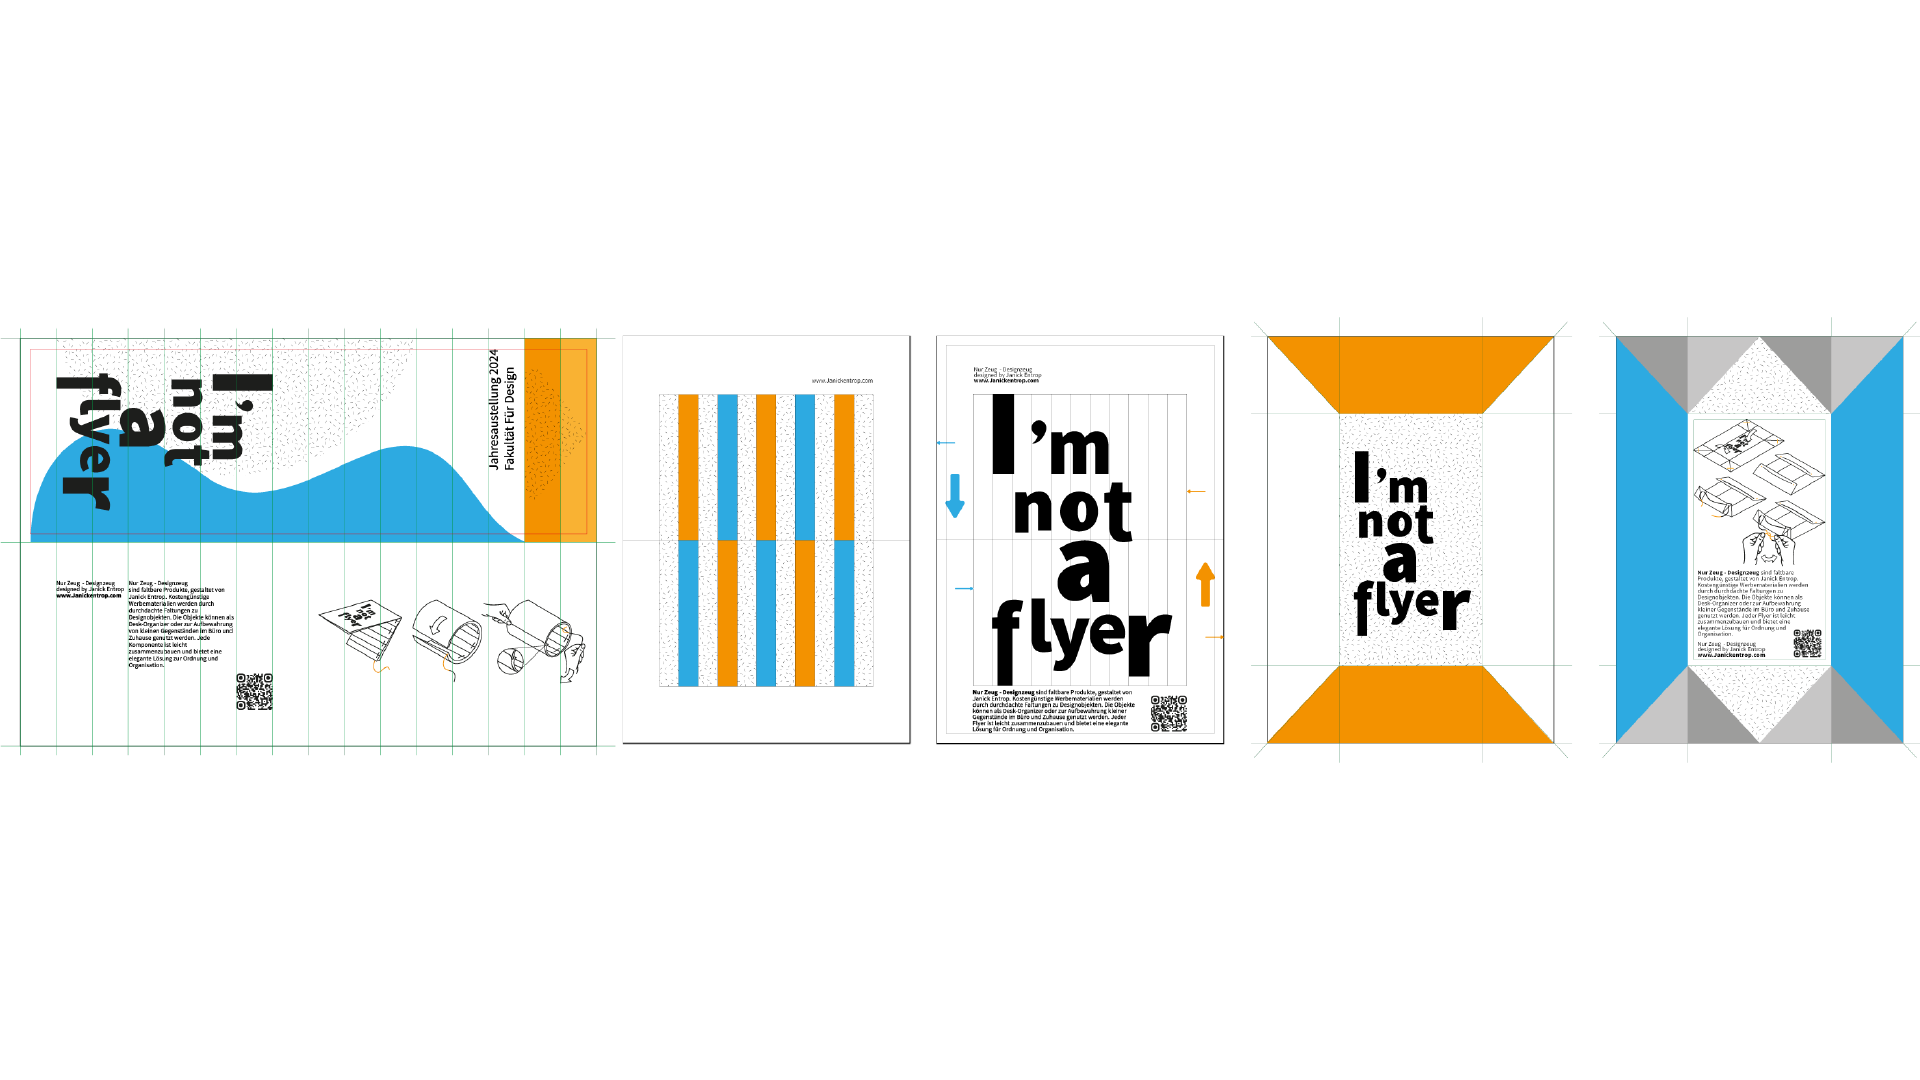 I'm
not
a
flyer
Jahresausstellung 2024
Fakultät Für Design
Nur Zeug - Designzeug
designed by Janick Entrop
www.Janickentrop.com
Nur Zeug - Designzeug
sind faltbare Produkte, gestaltet von
Janick Entrop. Kostengünstige
Werbematerialien werden durch
durchdachte Faltungen zu
Designobjekten. Die Objekte können als
Desk-Organizer oder zur Aufbewahrung
von kleinen Gegenständen im Büro und
Zuhause genutzt werden. Jede
Komponente ist leicht
zusammenzubauen und bietet eine
elegante Lösung zur Ordnung und
Organisation.
I'm
not
a
flyer
www.Janickentrop.com
Nur Zeug - Designzeug
designed by Janick Entrop
www.Janickentrop.com
I'm
not
a
flyer
Nur Zeug - Designzeug sind faltbare Produkte, gestaltet von
Janick Entrop. Kostengünstige Werbematerialien werden
durch durchdachte Faltungen zu Designobjekten. Die Objekte
können als Desk-Organizer oder zur Aufbewahrung kleiner
Gegenstände im Büro und Zuhause genutzt werden. Jeder
Flyer ist leicht zusammenzubauen und bietet eine elegante
Lösung für Ordnung und Organisation.
I'm
not
a
flyer
Nur Zeug - Designzeug sind faltbare
Produkte, gestaltet von Janick Entrop.
Kostengünstige Werbematerialien werden
durch durchdachte Faltungen zu
Designobjekten. Die Objekte können als
Desk-Organizer oder zur Aufbewahrung
kleiner Gegenstände im Büro und Zuhause
genutzt werden. Jeder Flyer ist leicht
zusammenzubauen und bietet eine
elegante Lösung für Ordnung und
Organisation.
Nur Zeug - Designzeug
designed by Janick Entrop
www.Janickentrop.com